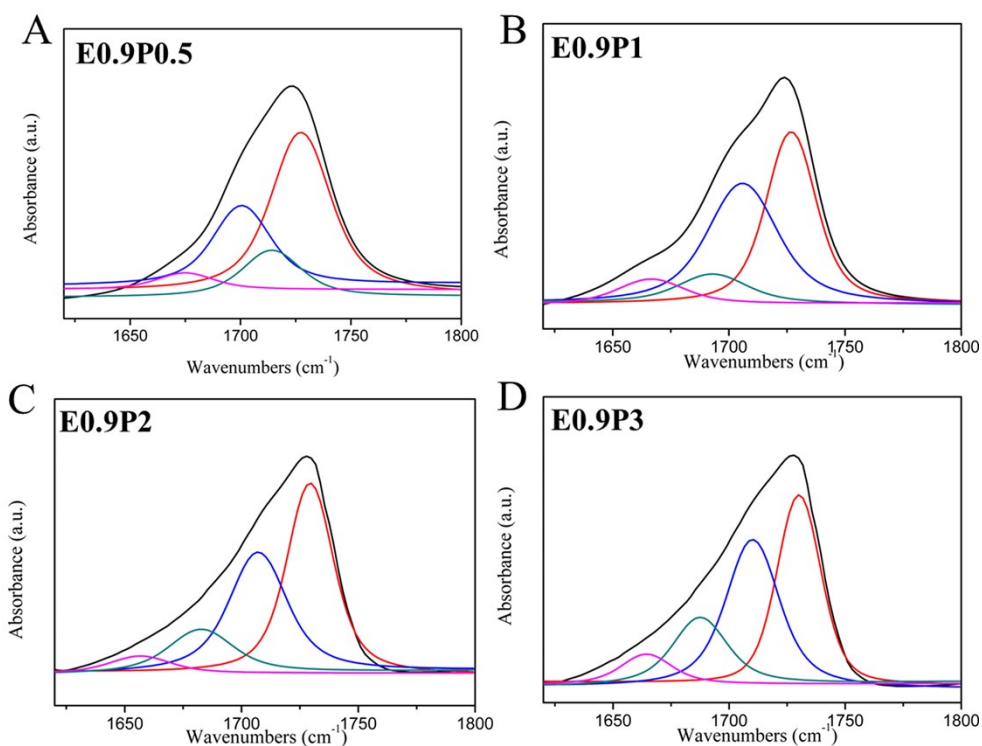 A
E0.9P0.5
Absorbance (a.u.)
1650 1700 1750 1800
Wavenumbers (cm-1)
B
E0.9P1
Absorbance (a.u.)
1650 1700 1750 1800
Wavenumbers (cm-1)
C
E0.9P2
Absorbance (a.u.)
1650 1700 1750 1800
Wavenumbers (cm-1)
D
E0.9P3
Absorbance (a.u.)
1650 1700 1750 1800
Wavenumbers (cm-1)